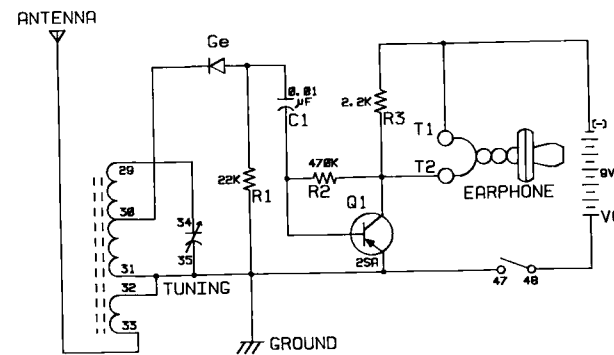 ANTENNA
Ge
0.01
µF
C1
2.2K
R3
T1
(-)
9V
29
22K
R1
470K
R2
T2
EARPHONE
30
34
Q1
35
31
2SA
32
TUNING
47
48
33
GROUND